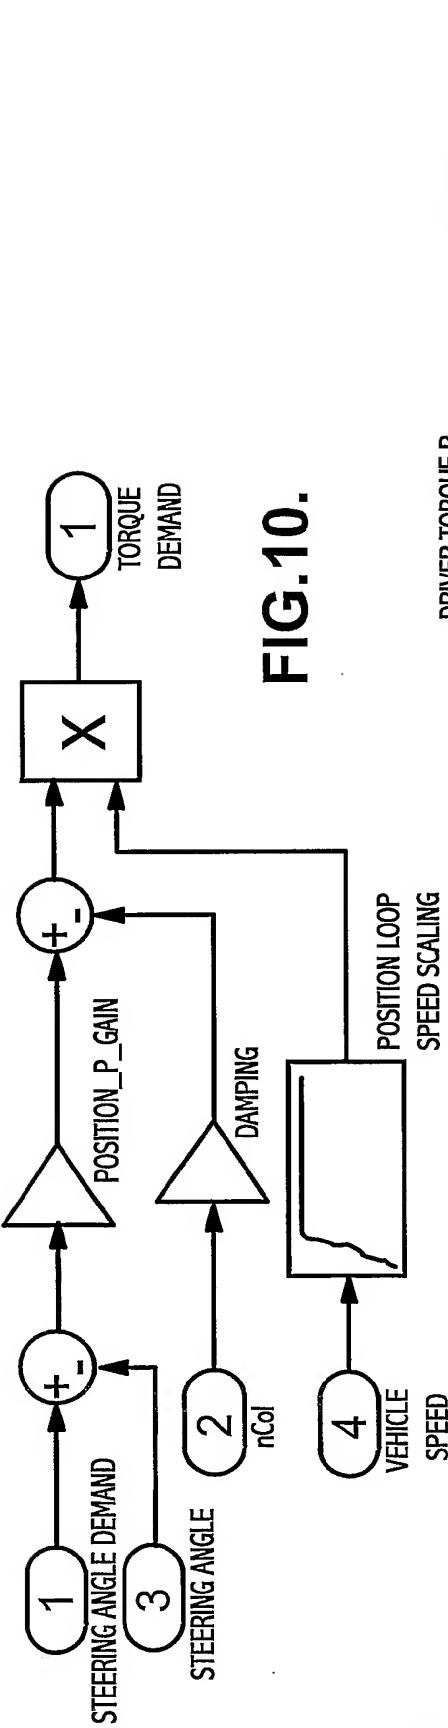 1
STEERING ANGLE DEMAND
3
STEERING ANGLE
+
-
POSITION_P_GAIN
2
nCol
DAMPING
+
-
4
VEHICLE
SPEED
POSITION LOOP
SPEED SCALING
X
1
TORQUE
DEMAND
FIG.10.